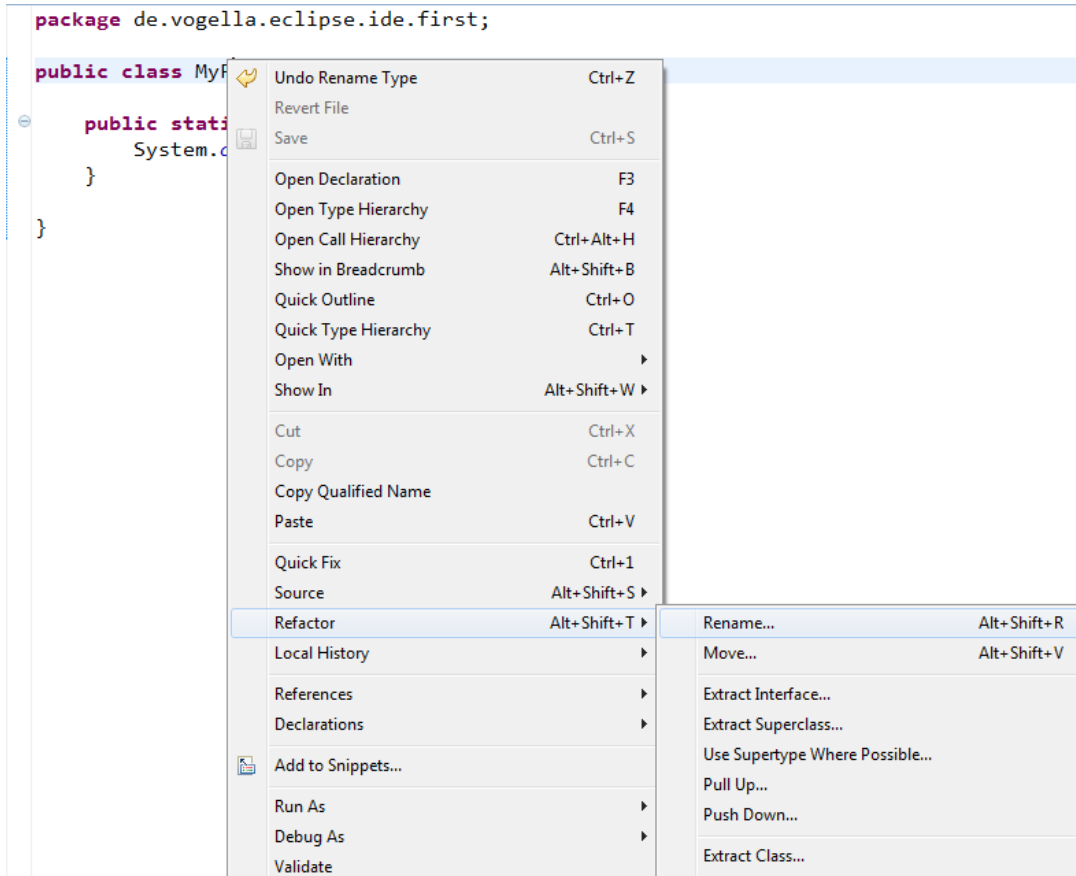 package de.vogella.eclipse.ide.first;
public class MyF
public stati
System.
}
}
Undo Rename Type Ctrl+Z
Revert File
Save Ctrl+S
Open Declaration F3
Open Type Hierarchy F4
Open Call Hierarchy Ctrl+Alt+H
Show in Breadcrumb Alt+Shift+B
Quick Outline Ctrl+O
Quick Type Hierarchy Ctrl+T
Open With
Show In Alt+Shift+W
Cut Ctrl+X
Copy Ctrl+C
Copy Qualified Name
Paste Ctrl+V
Quick Fix Ctrl+1
Source Alt+Shift+S
Refactor Alt+Shift+T
Local History
References
Declarations
Add to Snippets...
Run As
Debug As
Validate
Rename... Alt+Shift+R
Move... Alt+Shift+V
Extract Interface...
Extract Superclass...
Use Supertype Where Possible...
Pull Up...
Push Down...
Extract Class...